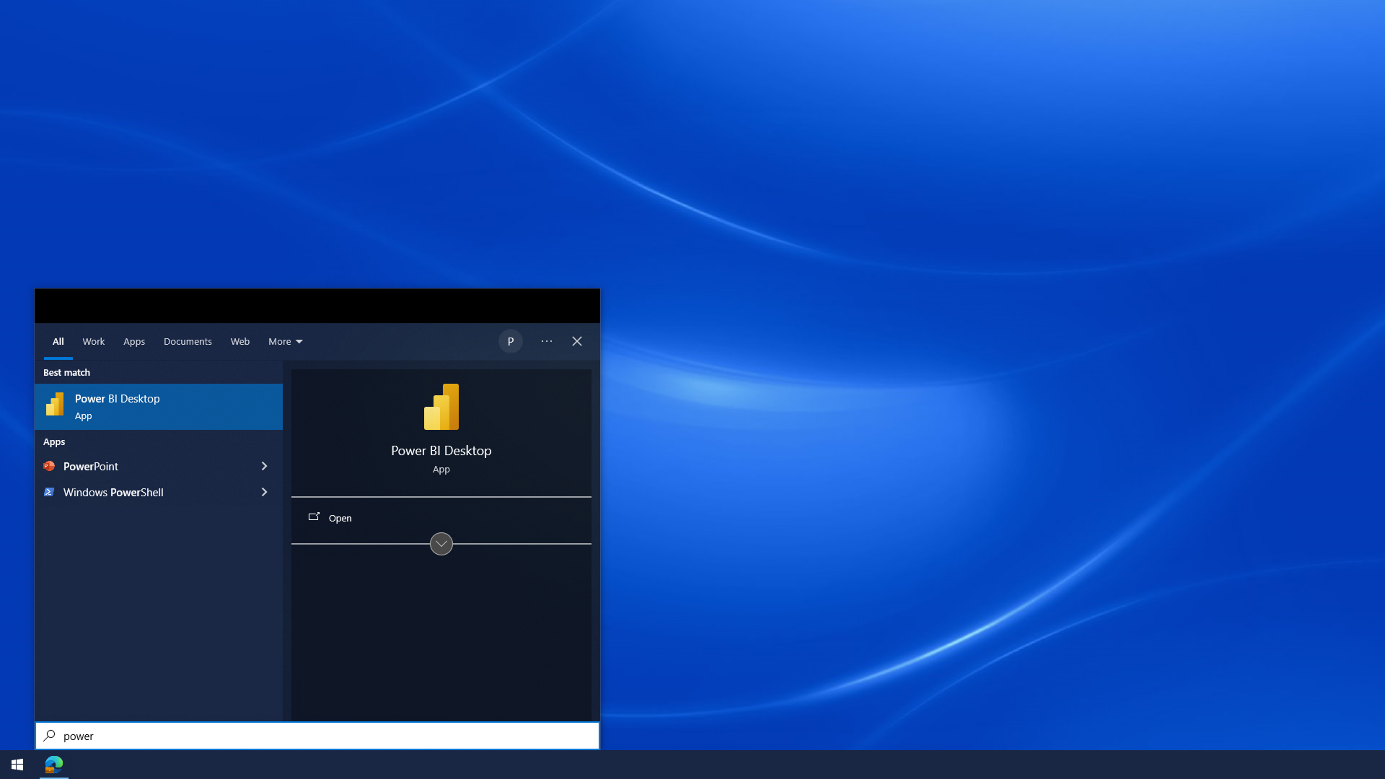 All Work Apps Documents Web More P
Best match
Power BI Desktop
App
Apps
PowerPoint
Windows PowerShell
Power BI Desktop
App
Open
power